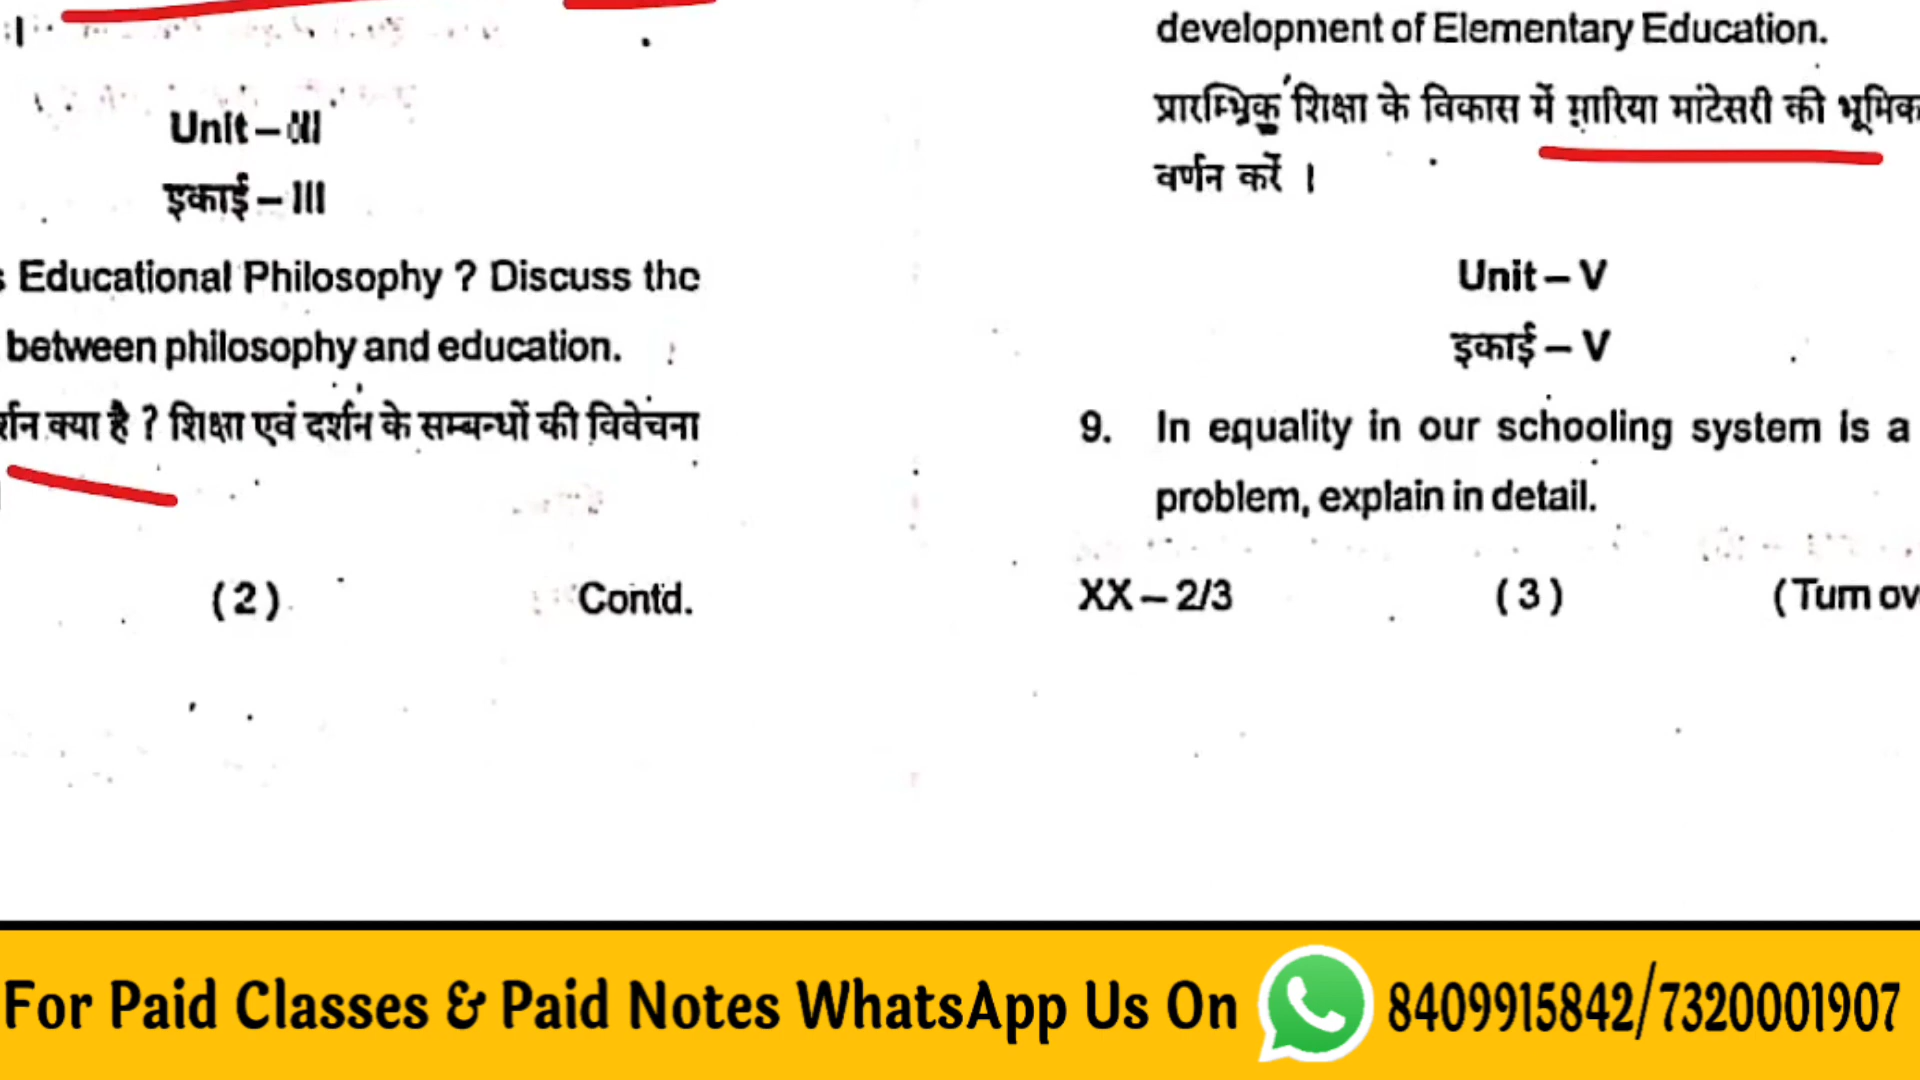 Unit – III
इकाई – III
Educational Philosophy ? Discuss the
between philosophy and education.
क्या है ? शिक्षा एवं दर्शन के सम्बन्धों की विवेचना
(2)
Contd.
development of Elementary Education.
प्रारम्भिक शिक्षा के विकास में मारिया मांटेसरी की
वर्णन करें ।
Unit – V
इकाई – V
9. In equality in our schooling system is a
problem, explain in detail.
XX – 2/3
(3)
(Turn
For Paid Classes & Paid Notes WhatsApp Us On 8409915842/7320001907